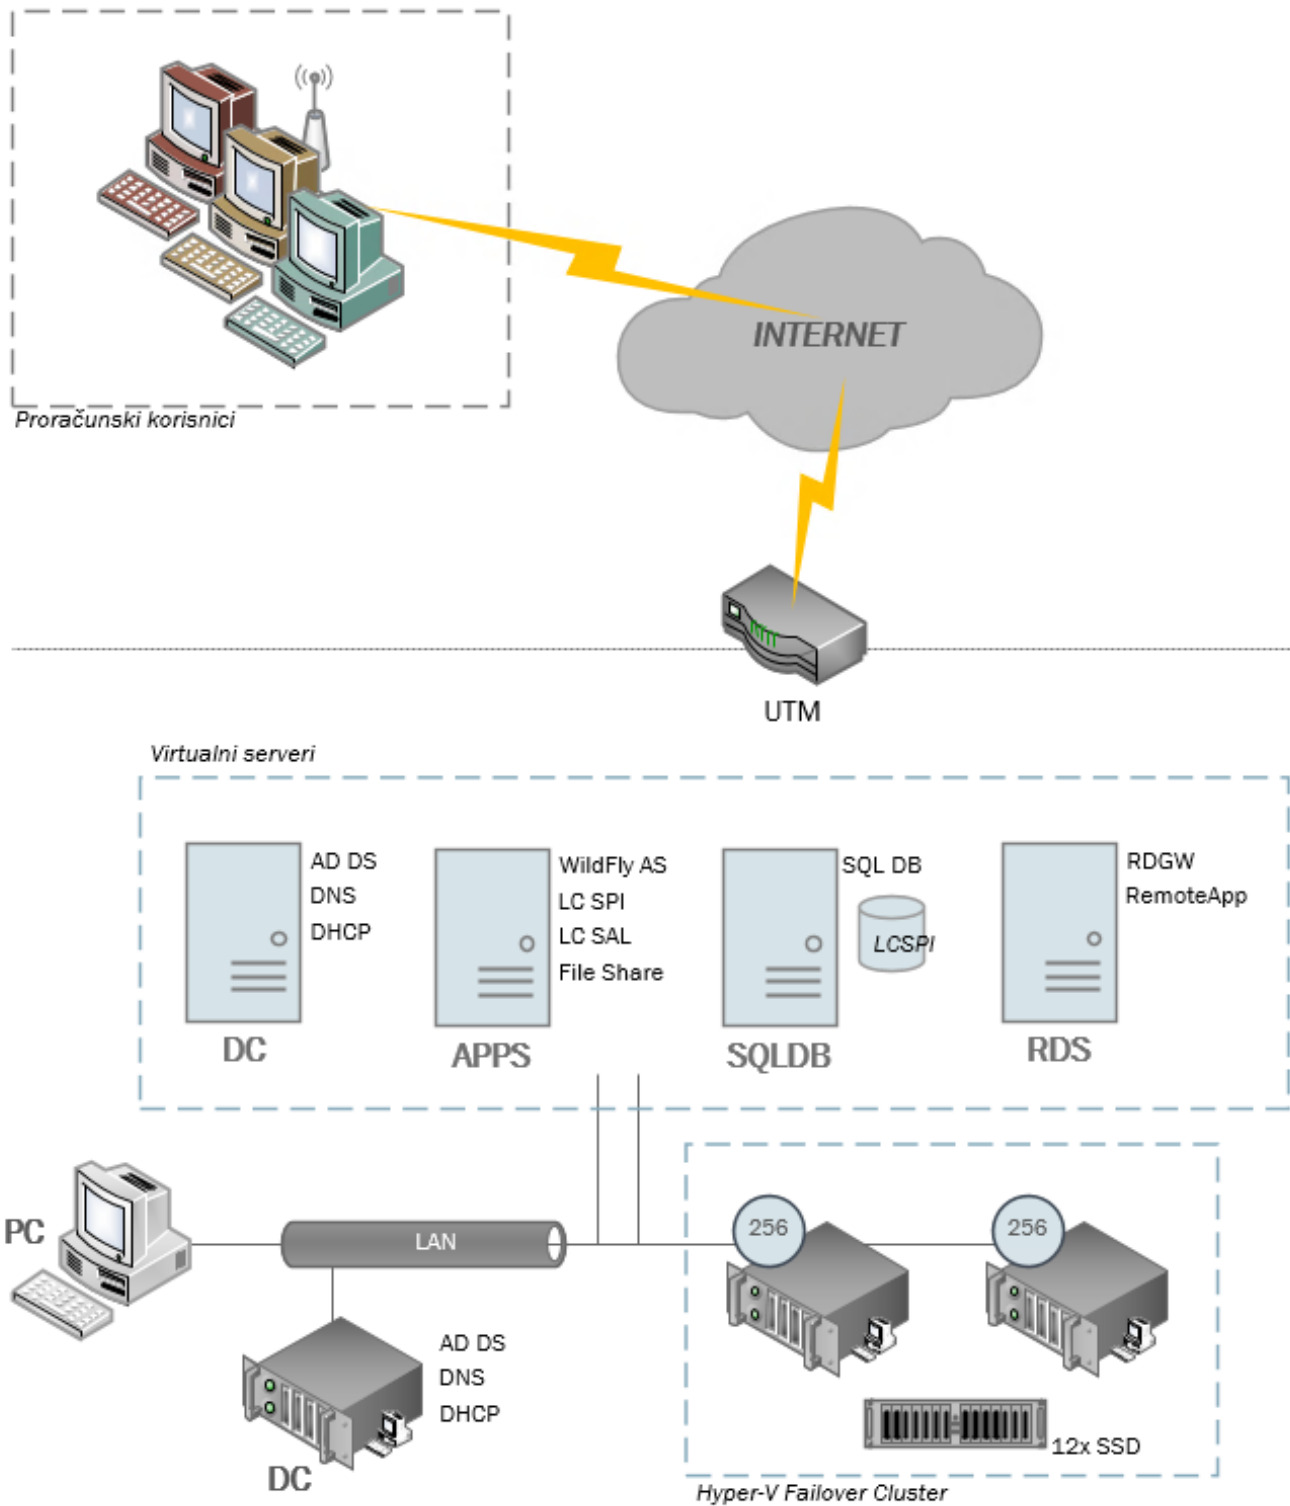 Proračunski korisnici
INTERNET
UTM
Virtualni serveri
AD DS
DNS
DHCP
DC
WildFly AS
LC SPI
LC SAL
File Share
APPS
SQL DB
LCSPI
SQLDB
RDGW
RemoteApp
RDS
PC
LAN
256
256
AD DS
DNS
DHCP
DC
12x SSD
Hyper-V Failover Cluster